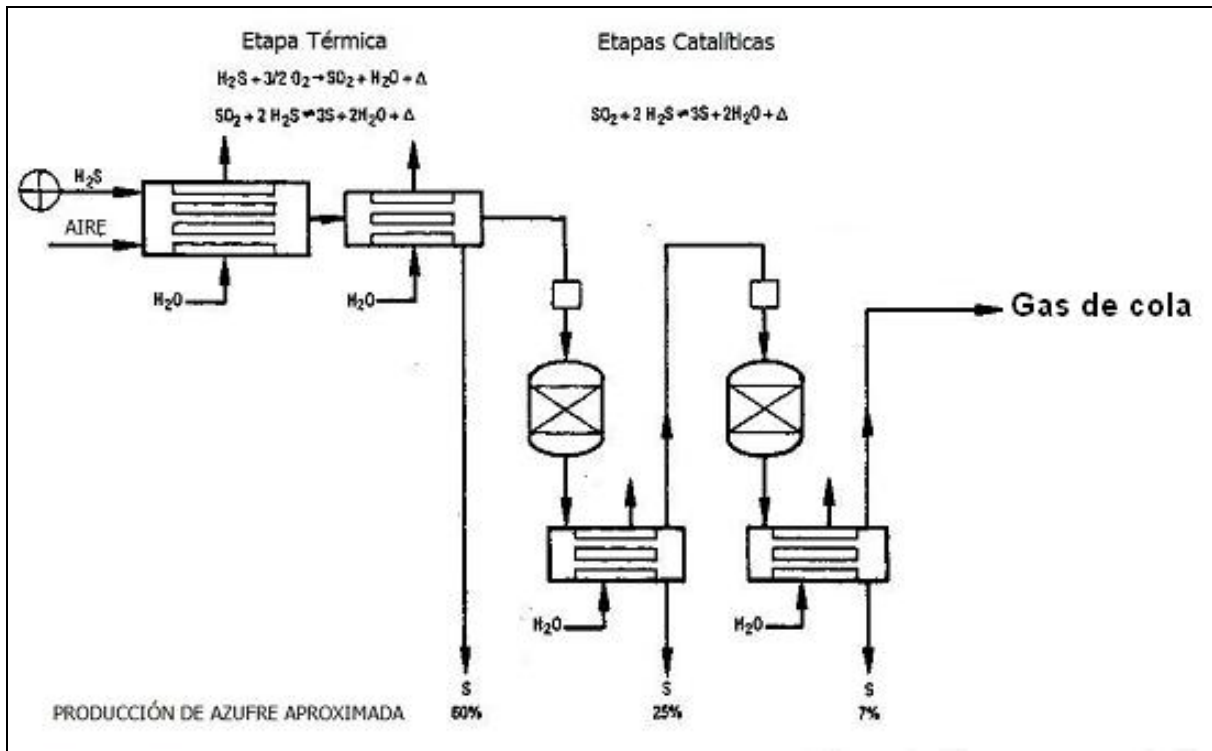 Etapa Térmica
Etapas Catalíticas
H₂S + 3/2 O₂ → SO₂ + H₂O + Δ
SO₂ + 2 H₂S ⇌ 3S + 2H₂O + Δ
SO₂ + 2 H₂S ⇌ 3S + 2H₂O + Δ
H₂S
AIRE
H₂O
H₂O
Gas de cola
H₂O
H₂O
S
S
S
PRODUCCIÓN DE AZUFRE APROXIMADA
60%
25%
7%